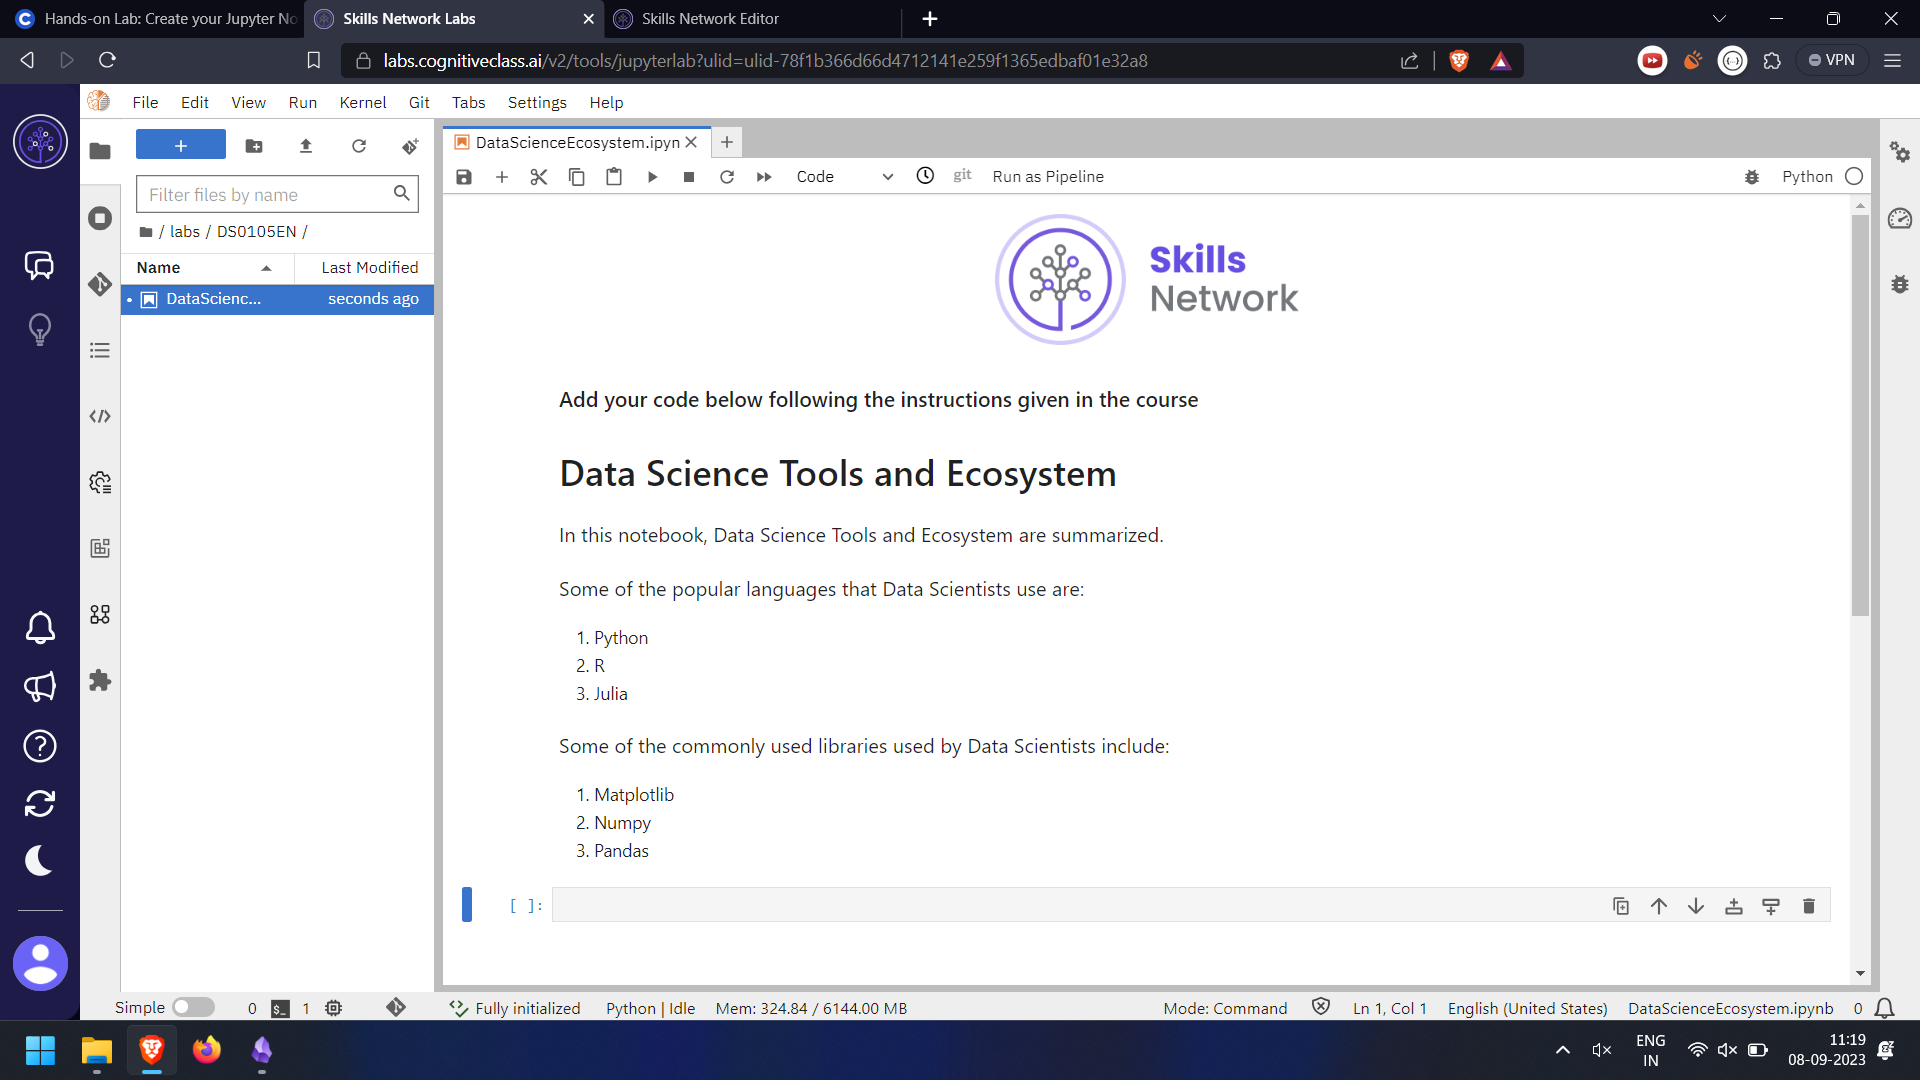 Hands-on Lab: Create your Jupyter No
Skills Network Labs
Skills Network Editor
labs.cognitiveclass.ai/v2/tools/jupyterlab?ulid=ulid-78f1b366d66d4712141e259f1365edbaf01e32a8
VPN
File Edit View Run Kernel Git Tabs Settings Help
DataScienceEcosystem.ipyn
Code
git
Run as Pipeline
Python
Filter files by name
/ labs / DS0105EN /
Name Last Modified
DataScienc... seconds ago
Skills
Network
Add your code below following the instructions given in the course
Data Science Tools and Ecosystem
In this notebook, Data Science Tools and Ecosystem are summarized.
Some of the popular languages that Data Scientists use are:
1. Python
2. R
3. Julia
Some of the commonly used libraries used by Data Scientists include:
1. Matplotlib
2. Numpy
3. Pandas
[ ]:
Simple 0 $_ 1 Fully initialized Python | Idle Mem: 324.84 / 6144.00 MB Mode: Command Ln 1, Col 1 English (United States) DataScienceEcosystem.ipynb 0
ENG
IN
11:19
08-09-2023